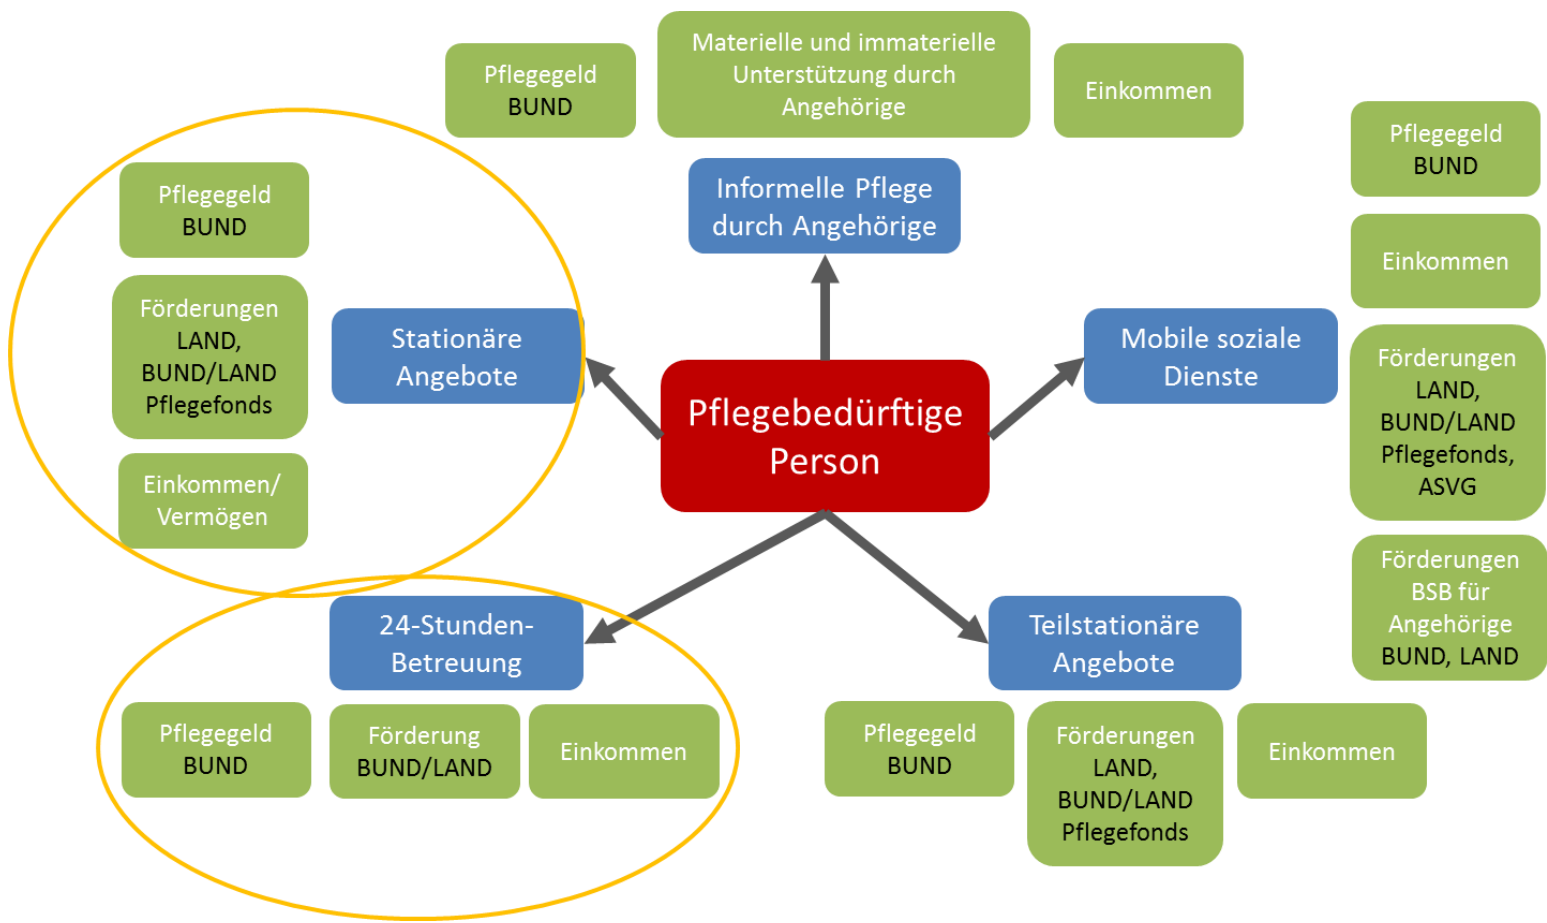 Pflegegeld
BUND
Materielle und immaterielle
Unterstützung durch
Angehörige
Einkommen
Informelle Pflege
durch Angehörige
Pflegegeld
BUND
Förderungen
LAND,
BUND/LAND
Pflegefonds
Einkommen/
Vermögen
Stationäre
Angebote
Pflegebedürftige
Person
Mobile soziale
Dienste
Pflegegeld
BUND
Einkommen
Förderungen
LAND,
BUND/LAND
Pflegefonds,
ASVG
Förderungen
BSB für
Angehörige
BUND, LAND
24-Stunden-
Betreuung
Pflegegeld
BUND
Förderung
BUND/LAND
Einkommen
Teilstationäre
Angebote
Pflegegeld
BUND
Förderungen
LAND,
BUND/LAND
Pflegefonds
Einkommen